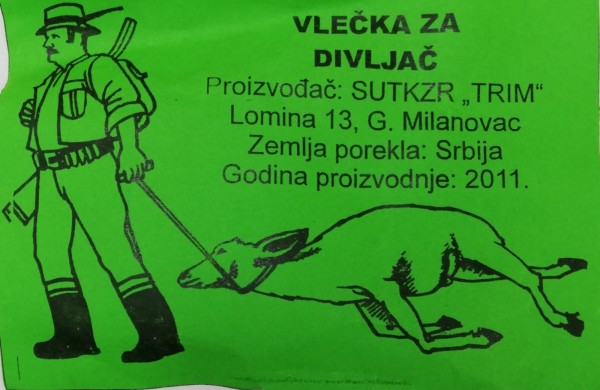 VLEČKA ZA
DIVLJAČ
Proizvođač: SUTKZR „TRIM“
Lomina 13, G. Milanovac
Zemlja porekla: Srbija
Godina proizvodnje: 2011.